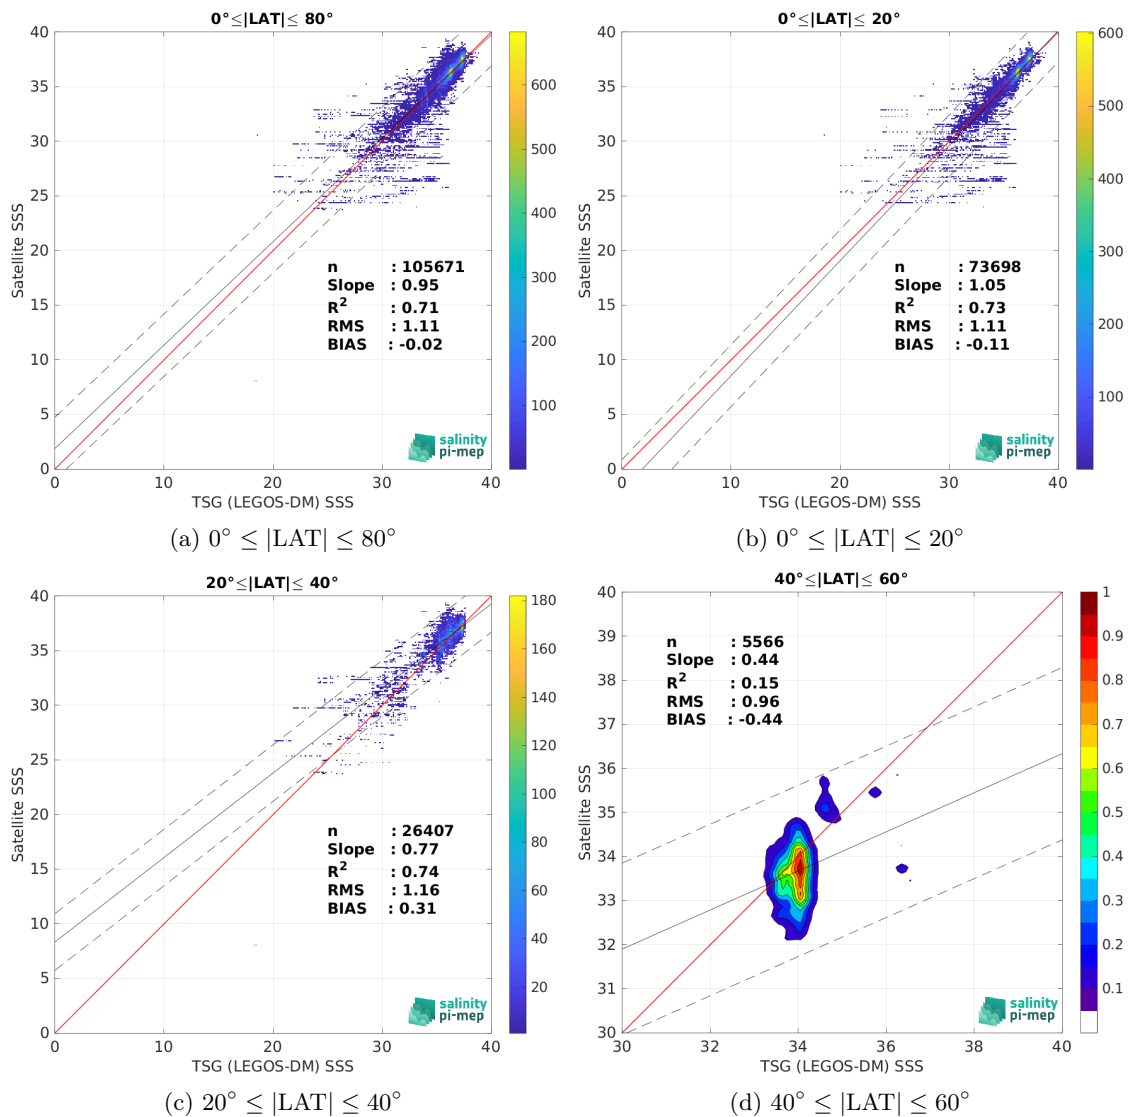 0°≤|LAT|≤ 80°
40
35
30
25
20
15
10
5
0
Satellite SSS
n : 105671
Slope : 0.95
R² : 0.71
RMS : 1.11
BIAS : -0.02
salinity
pi-mep
0 10 20 30 40
TSG (LEGOS-DM) SSS
600
500
400
300
200
100
(a) 0° ≤ |LAT| ≤ 80°
0°≤|LAT|≤ 20°
40
35
30
25
20
15
10
5
0
Satellite SSS
n : 73698
Slope : 1.05
R² : 0.73
RMS : 1.11
BIAS : -0.11
salinity
pi-mep
0 10 20 30 40
TSG (LEGOS-DM) SSS
600
500
400
300
200
100
(b) 0° ≤ |LAT| ≤ 20°
20°≤|LAT|≤ 40°
40
35
30
25
20
15
10
5
0
Satellite SSS
n : 26407
Slope : 0.77
R² : 0.74
RMS : 1.16
BIAS : 0.31
salinity
pi-mep
0 10 20 30 40
TSG (LEGOS-DM) SSS
180
160
140
120
100
80
60
40
20
(c) 20° ≤ |LAT| ≤ 40°
40°≤|LAT|≤ 60°
40
39
38
37
36
35
34
33
32
31
30
Satellite SSS
n : 5566
Slope : 0.44
R² : 0.15
RMS : 0.96
BIAS : -0.44
salinity
pi-mep
30 32 34 36 38 40
TSG (LEGOS-DM) SSS
1
0.9
0.8
0.7
0.6
0.5
0.4
0.3
0.2
0.1
(d) 40° ≤ |LAT| ≤ 60°